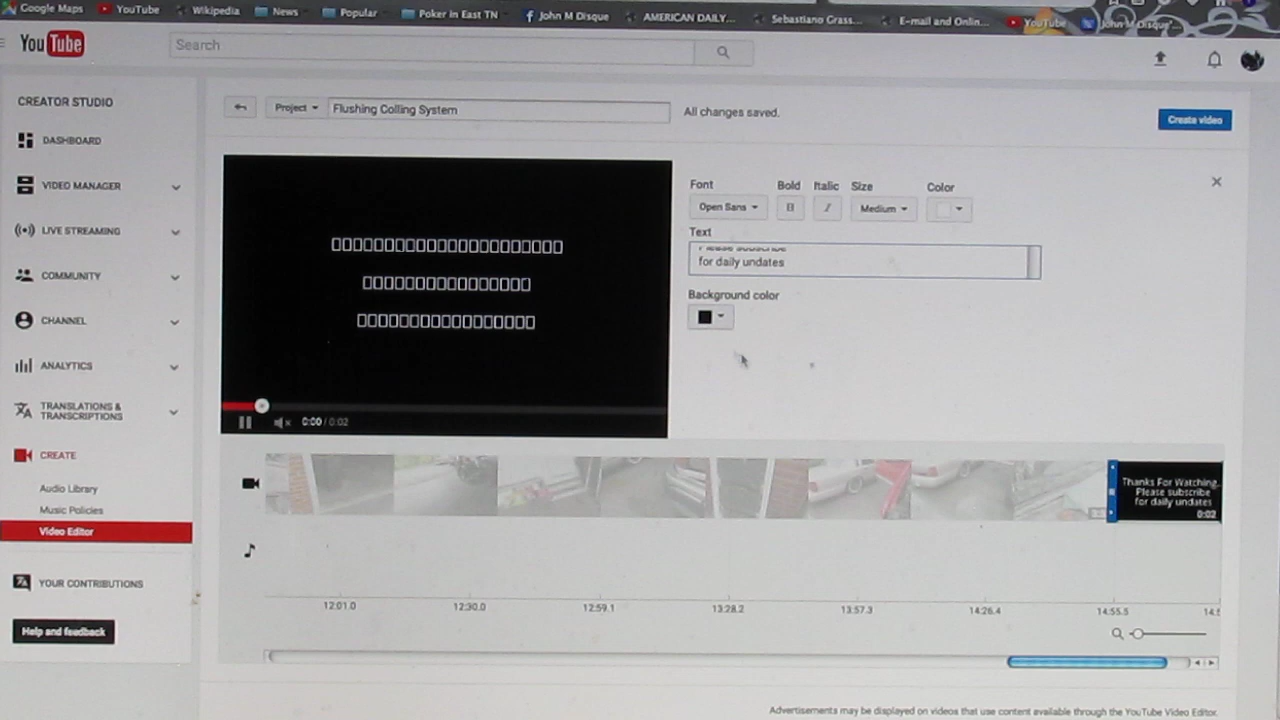 Google Maps YouTube Wikipedia News Popular Poker in East TN John M Disque AMERICAN DAILY... Sebastiano Grass... E-mail and Onlin... YouTube John M Disque'...
YouTube
Search
CREATOR STUDIO
Project
Flushing Colling System
All changes saved.
Create video
DASHBOARD
VIDEO MANAGER
LIVE STREAMING
COMMUNITY
CHANNEL
ANALYTICS
TRANSLATIONS &
TRANSCRIPTIONS
CREATE
Audio Library
Music Policies
Video Editor
YOUR CONTRIBUTIONS
Help and feedback
Font Bold Italic Size Color
Open Sans B I Medium
Text
Please subscribe
for daily undates
Background color
0:00 / 0:02
Thanks For Watching.
Please subscribe
for daily undates
0:02
12:01.0 12:30.0 12:59.1 13:28.2 13:57.3 14:26.4 14:55.5
Advertisements may be displayed on videos that use content available through the YouTube Video Editor.